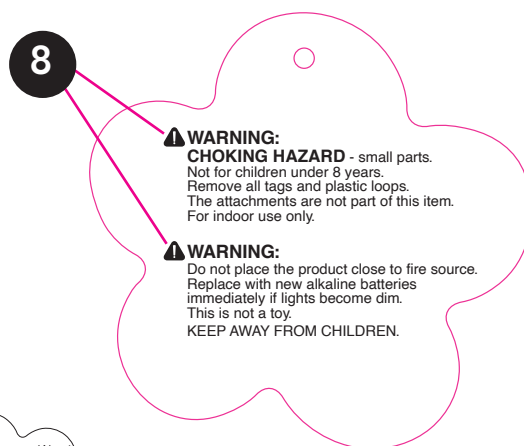 8
WARNING:
CHOKING HAZARD - small parts.
Not for children under 8 years.
Remove all tags and plastic loops.
The attachments are not part of this item.
For indoor use only.
WARNING:
Do not place the product close to fire source.
Replace with new alkaline batteries
immediately if lights become dim.
This is not a toy.
KEEP AWAY FROM CHILDREN.